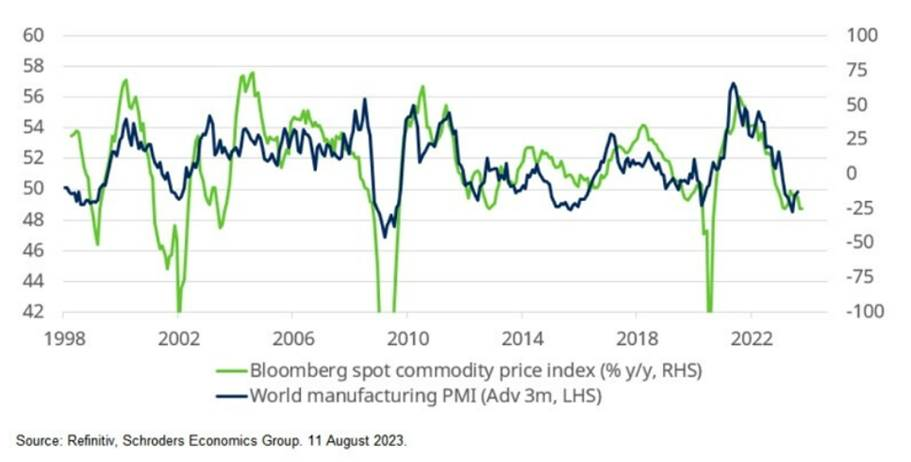 60 100
58 75
56 50
54 25
52 0
50 -25
48 -50
46 -75
44
42 -100
1998 2002 2006 2010 2014 2018 2022
Bloomberg spot commodity price index (% y/y, RHS)
World manufacturing PMI (Adv 3m, LHS)
Source: Refinitiv, Schroders Economics Group. 11 August 2023.